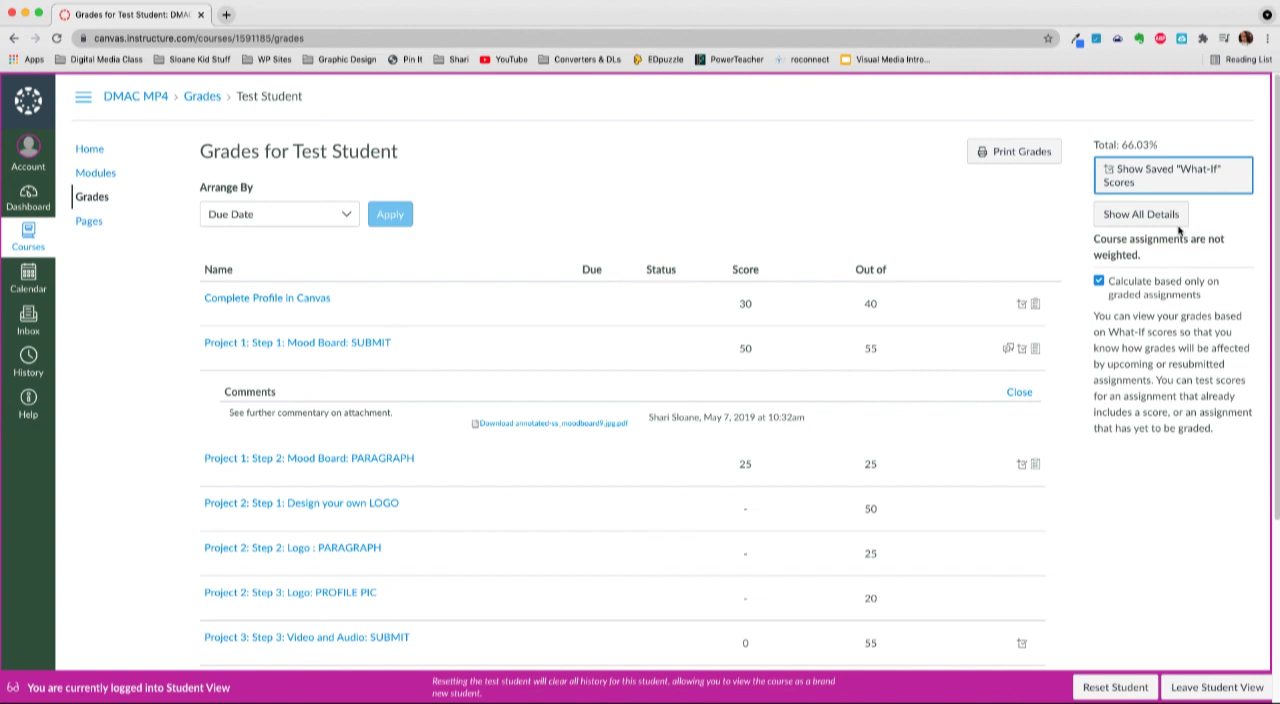 Grades for Test Student: DMAC
canvas.instructure.com/courses/1591185/grades
Apps Digital Media Class Sloane Kid Stuff WP Sites Graphic Design Pin It Shari YouTube Converters & DLs EDpuzzle PowerTeacher reconnect Visual Media Intro... Reading List
DMAC MP4 > Grades > Test Student
Account
Dashboard
Courses
Calendar
Inbox
History
Help
Home
Modules
Grades
Pages
Grades for Test Student
Print Grades
Arrange By
Due Date
Apply
Name Due Status Score Out of
Complete Profile in Canvas 30 40
Project 1: Step 1: Mood Board: SUBMIT 50 55
Comments Close
See further commentary on attachment.
Download annotated-ss_moodboard9.jpg.pdf Shari Sloane, May 7, 2019 at 10:32am
Project 1: Step 2: Mood Board: PARAGRAPH 25 25
Project 2: Step 1: Design your own LOGO - 50
Project 2: Step 2: Logo : PARAGRAPH - 25
Project 2: Step 3: Logo: PROFILE PIC - 20
Project 3: Step 3: Video and Audio: SUBMIT 0 55
Total: 66.03%
Show Saved "What-If"
Scores
Show All Details
Course assignments are not
weighted.
Calculate based only on
graded assignments
You can view your grades based
on What-If scores so that you
know how grades will be affected
by upcoming or resubmitted
assignments. You can test scores
for an assignment that already
includes a score, or an assignment
that has yet to be graded.
You are currently logged into Student View
Resetting the test student will clear all history for this student, allowing you to view the course as a brand
new student.
Reset Student
Leave Student View